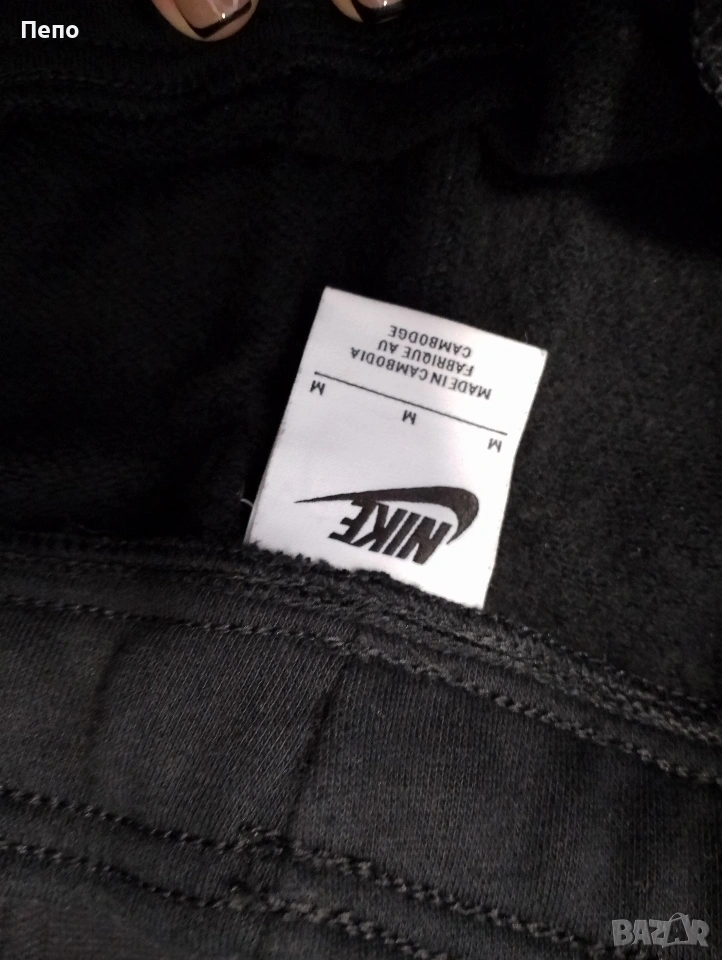 Пепо
NIKE
M M M
MADE IN CAMBODIA
FABRIQUE AU
CAMBODGE
BAZAR